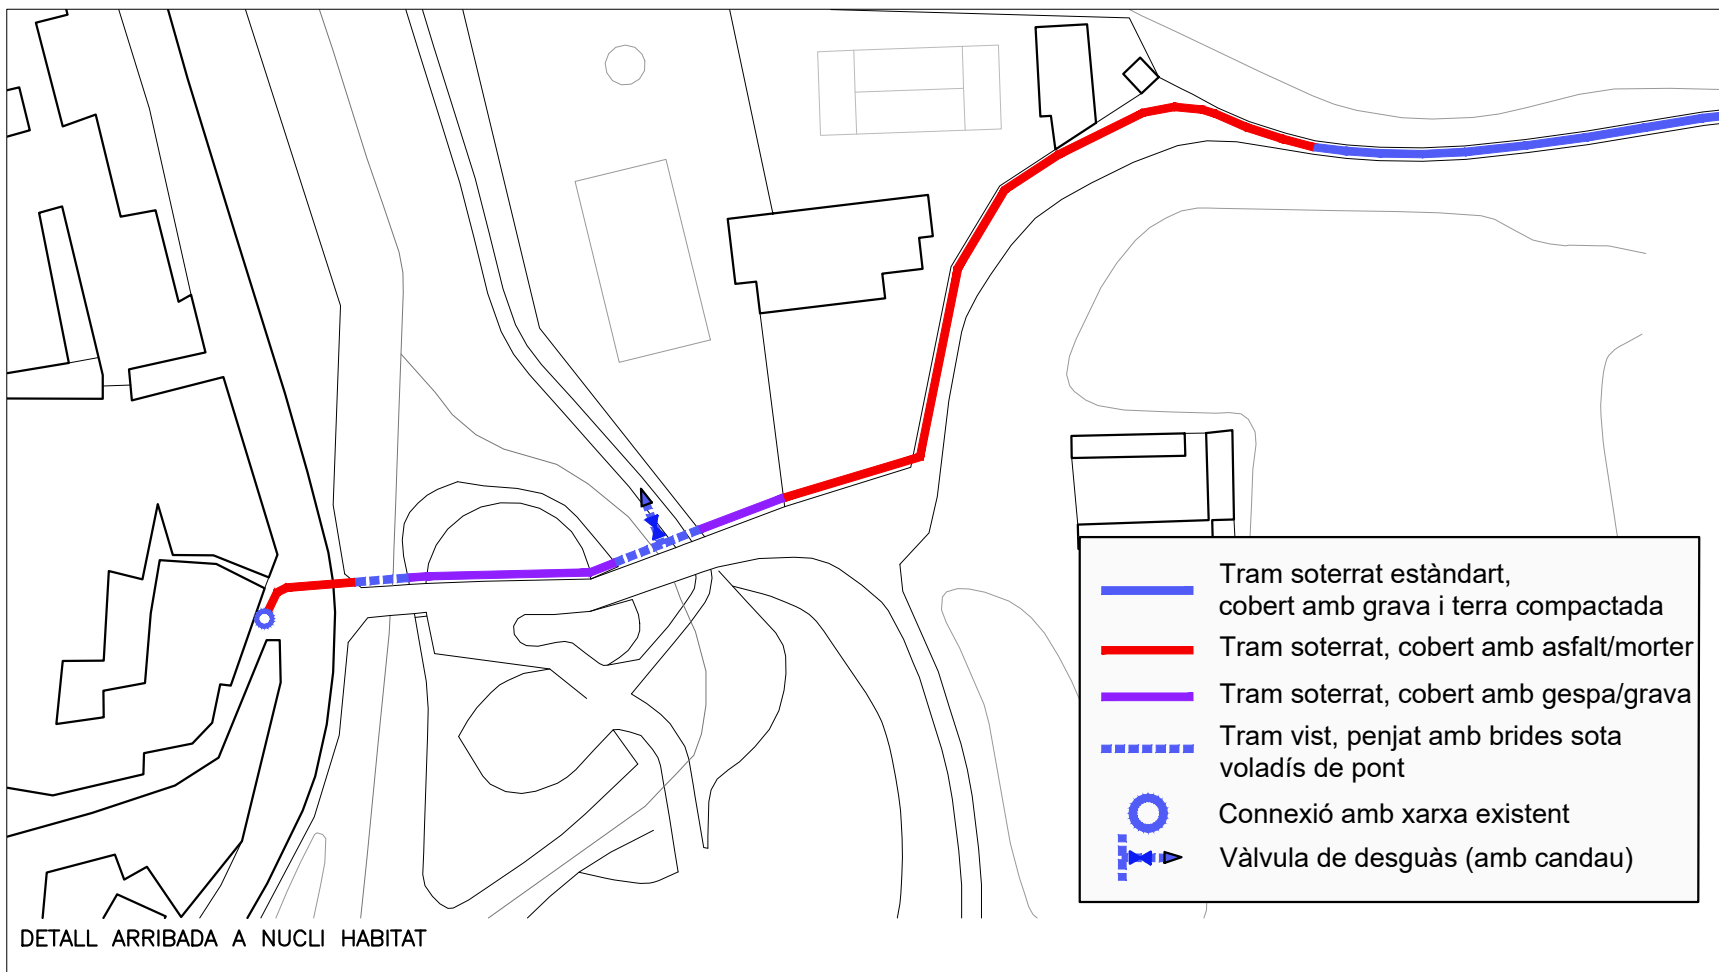 Tram soterrat estàndart,
cobert amb grava i terra compactada
Tram soterrat, cobert amb asfalt/morter
Tram soterrat, cobert amb gespa/grava
Tram vist, penjat amb brides sota
voladís de pont
Connexió amb xarxa existent
Vàlvula de desguàs (amb candau)
DETALL ARRIBADA A NUCLI HABITAT